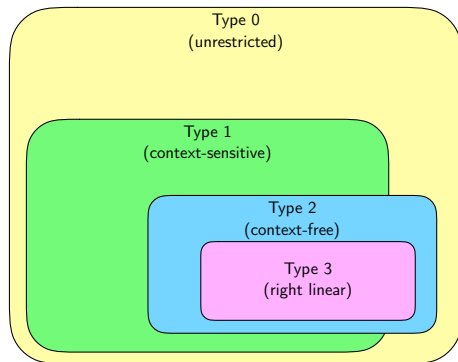 Type 0
(unrestricted)
Type 1
(context-sensitive)
Type 2
(context-free)
Type 3
(right linear)